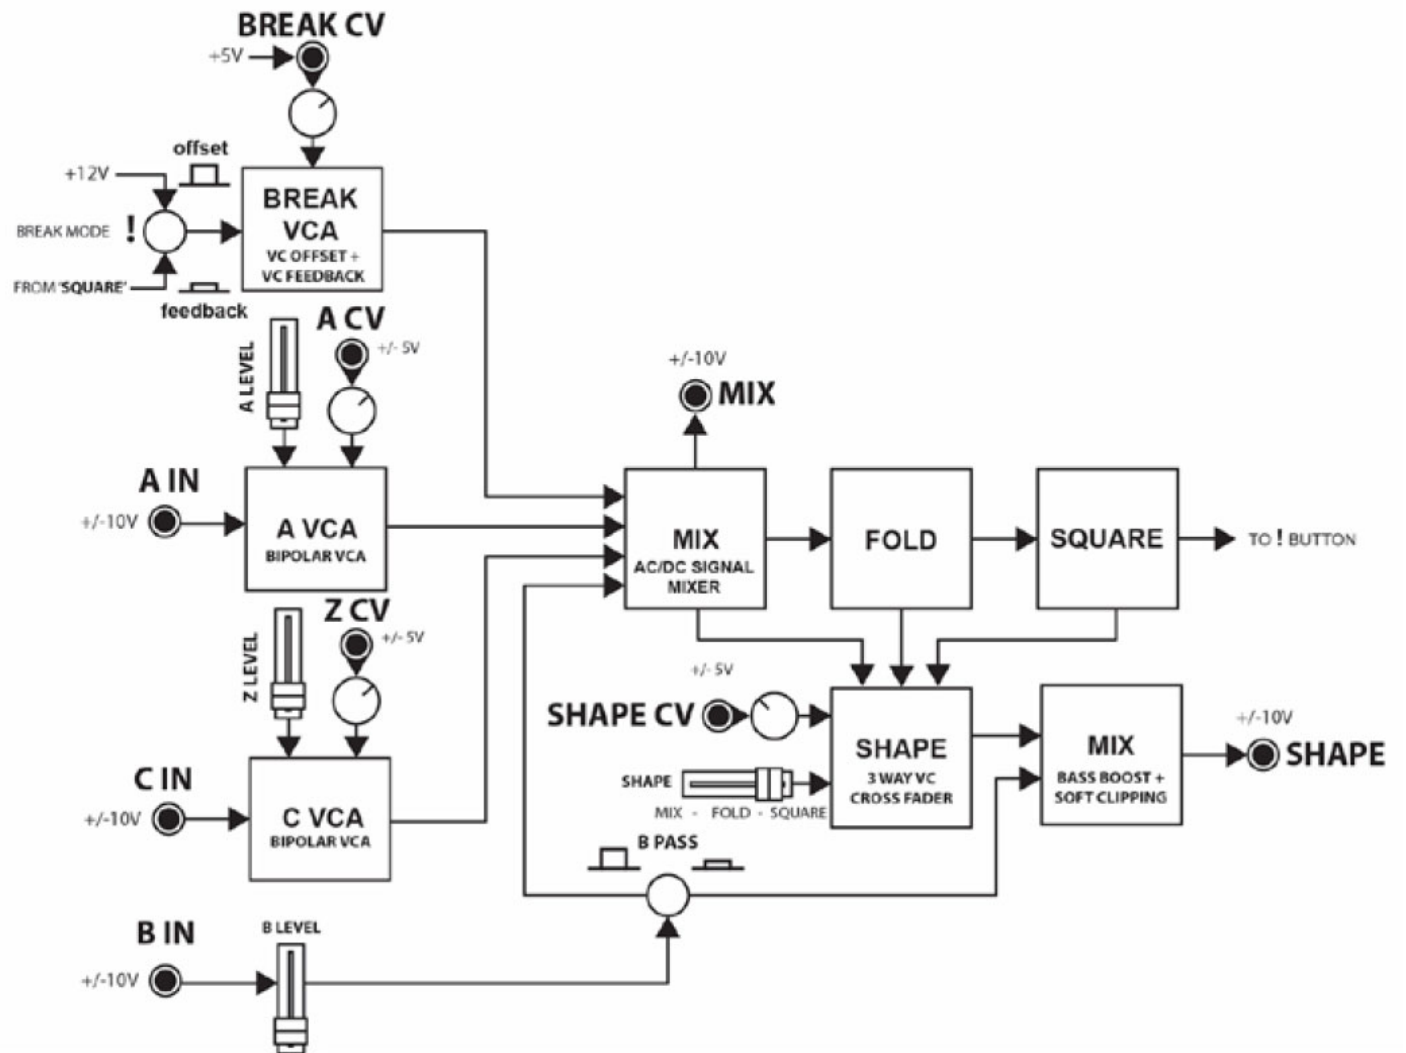 BREAK CV
+5V
offset
+12V
BREAK MODE !
FROM 'SQUARE'
feedback
BREAK
VCA
VC OFFSET +
VC FEEDBACK
A CV
+/- 5V
A LEVEL
A IN
+/-10V
A VCA
BIPOLAR VCA
Z CV
+/- 5V
Z LEVEL
C IN
+/-10V
C VCA
BIPOLAR VCA
B IN
+/-10V
B LEVEL
+/-10V
MIX
MIX
AC/DC SIGNAL
MIXER
FOLD
SQUARE
TO ! BUTTON
+/- 5V
SHAPE CV
SHAPE
MIX - FOLD - SQUARE
SHAPE
3 WAY VC
CROSS FADER
B PASS
MIX
BASS BOOST +
SOFT CLIPPING
+/-10V
SHAPE